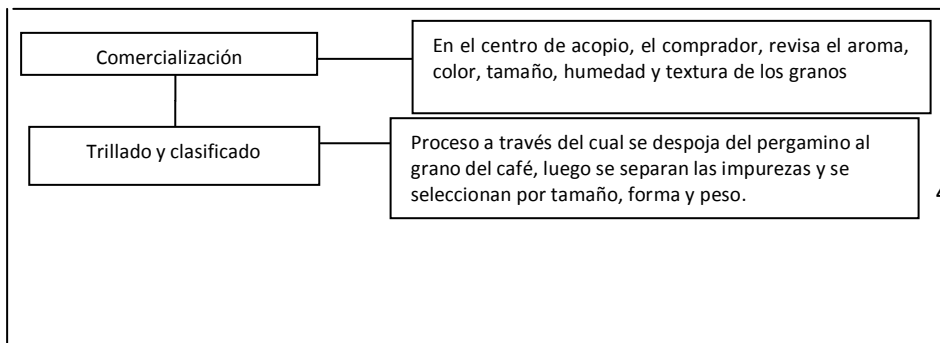 Comercialización
En el centro de acopio, el comprador, revisa el aroma,
color, tamaño, humedad y textura de los granos
Trillado y clasificado
Proceso a través del cual se despoja del pergamino al
grano del café, luego se separan las impurezas y se
seleccionan por tamaño, forma y peso.